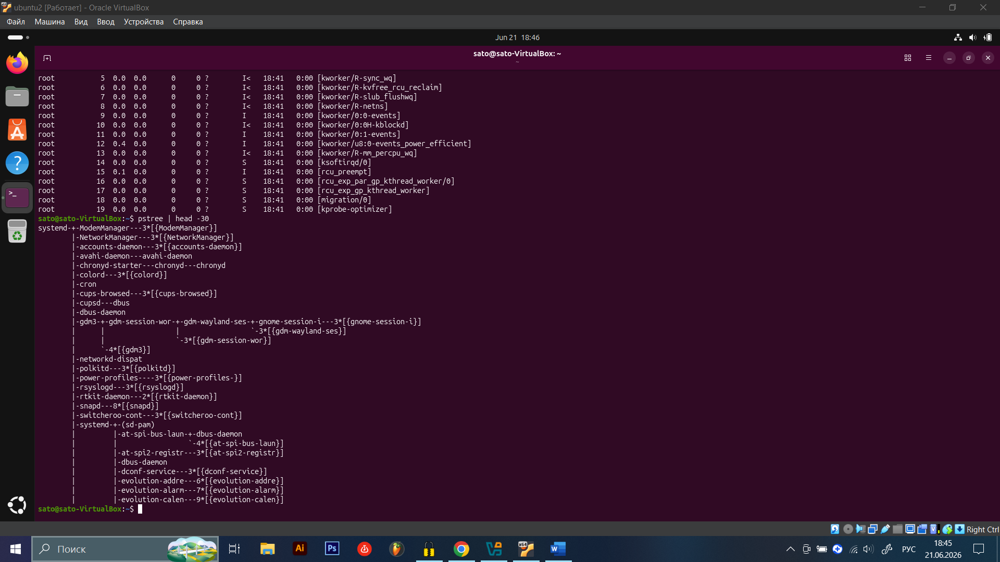 ubuntu2 [Работает] - Oracle VirtualBox
Файл Машина Вид Ввод Устройства Справка
Jun 21 18:46
sato@sato-VirtualBox: ~
~
root 5 0.0 0.0 0 0 ? I< 18:41 0:00 [kworker/R-sync_wq]
root 6 0.0 0.0 0 0 ? I< 18:41 0:00 [kworker/R-kvfree_rcu_reclaim]
root 7 0.0 0.0 0 0 ? I< 18:41 0:00 [kworker/R-slub_flushwq]
root 8 0.0 0.0 0 0 ? I< 18:41 0:00 [kworker/R-netns]
root 9 0.0 0.0 0 0 ? I 18:41 0:00 [kworker/0:0-events]
root 10 0.0 0.0 0 0 ? I< 18:41 0:00 [kworker/0:0H-kblockd]
root 11 0.0 0.0 0 0 ? I 18:41 0:00 [kworker/0:1-events]
root 12 0.4 0.0 0 0 ? I 18:41 0:00 [kworker/u8:0-events_power_efficient]
root 13 0.0 0.0 0 0 ? I< 18:41 0:00 [kworker/R-mm_percpu_wq]
root 14 0.0 0.0 0 0 ? S 18:41 0:00 [ksoftirqd/0]
root 15 0.1 0.0 0 0 ? I 18:41 0:00 [rcu_preempt]
root 16 0.0 0.0 0 0 ? S 18:41 0:00 [rcu_exp_par_gp_kthread_worker/0]
root 17 0.0 0.0 0 0 ? S 18:41 0:00 [rcu_exp_gp_kthread_worker]
root 18 0.0 0.0 0 0 ? S 18:41 0:00 [migration/0]
root 19 0.0 0.0 0 0 ? S 18:41 0:00 [kprobe-optimizer]
sato@sato-VirtualBox:~$ pstree | head -30
systemd-+-ModemManager---3*[{ModemManager}]
        |-NetworkManager---3*[{NetworkManager}]
        |-accounts-daemon---3*[{accounts-daemon}]
        |-avahi-daemon---avahi-daemon
        |-chronyd-starter---chronyd---chronyd
        |-colord---3*[{colord}]
        |-cron
        |-cups-browsed---3*[{cups-browsed}]
        |-cupsd---dbus
        |-dbus-daemon
        |-gdm3-+-gdm-session-wor-+-gdm-wayland-ses-+-gnome-session-i---3*[{gnome-session-i}]
        |      |                 |                 `-3*[{gdm-wayland-ses}]
        |      |                 `-3*[{gdm-session-wor}]
        |      `-4*[{gdm3}]
        |-networkd-dispat
        |-polkitd---3*[{polkitd}]
        |-power-profiles----3*[{power-profiles-}]
        |-rsyslogd---3*[{rsyslogd}]
        |-rtkit-daemon---2*[{rtkit-daemon}]
        |-snapd---8*[{snapd}]
        |-switcheroo-cont---3*[{switcheroo-cont}]
        |-systemd-+-(sd-pam)
        |         |-at-spi-bus-laun-+-dbus-daemon
        |         |                 `-4*[{at-spi-bus-laun}]
        |         |-at-spi2-registr---3*[{at-spi2-registr}]
        |         |-dbus-daemon
        |         |-dconf-service---3*[{dconf-service}]
        |         |-evolution-addre---6*[{evolution-addre}]
        |         |-evolution-alarm---7*[{evolution-alarm}]
        |         |-evolution-calen---9*[{evolution-calen}]
sato@sato-VirtualBox:~$
Right Ctrl
Поиск
РУС
18:45
21.06.2026